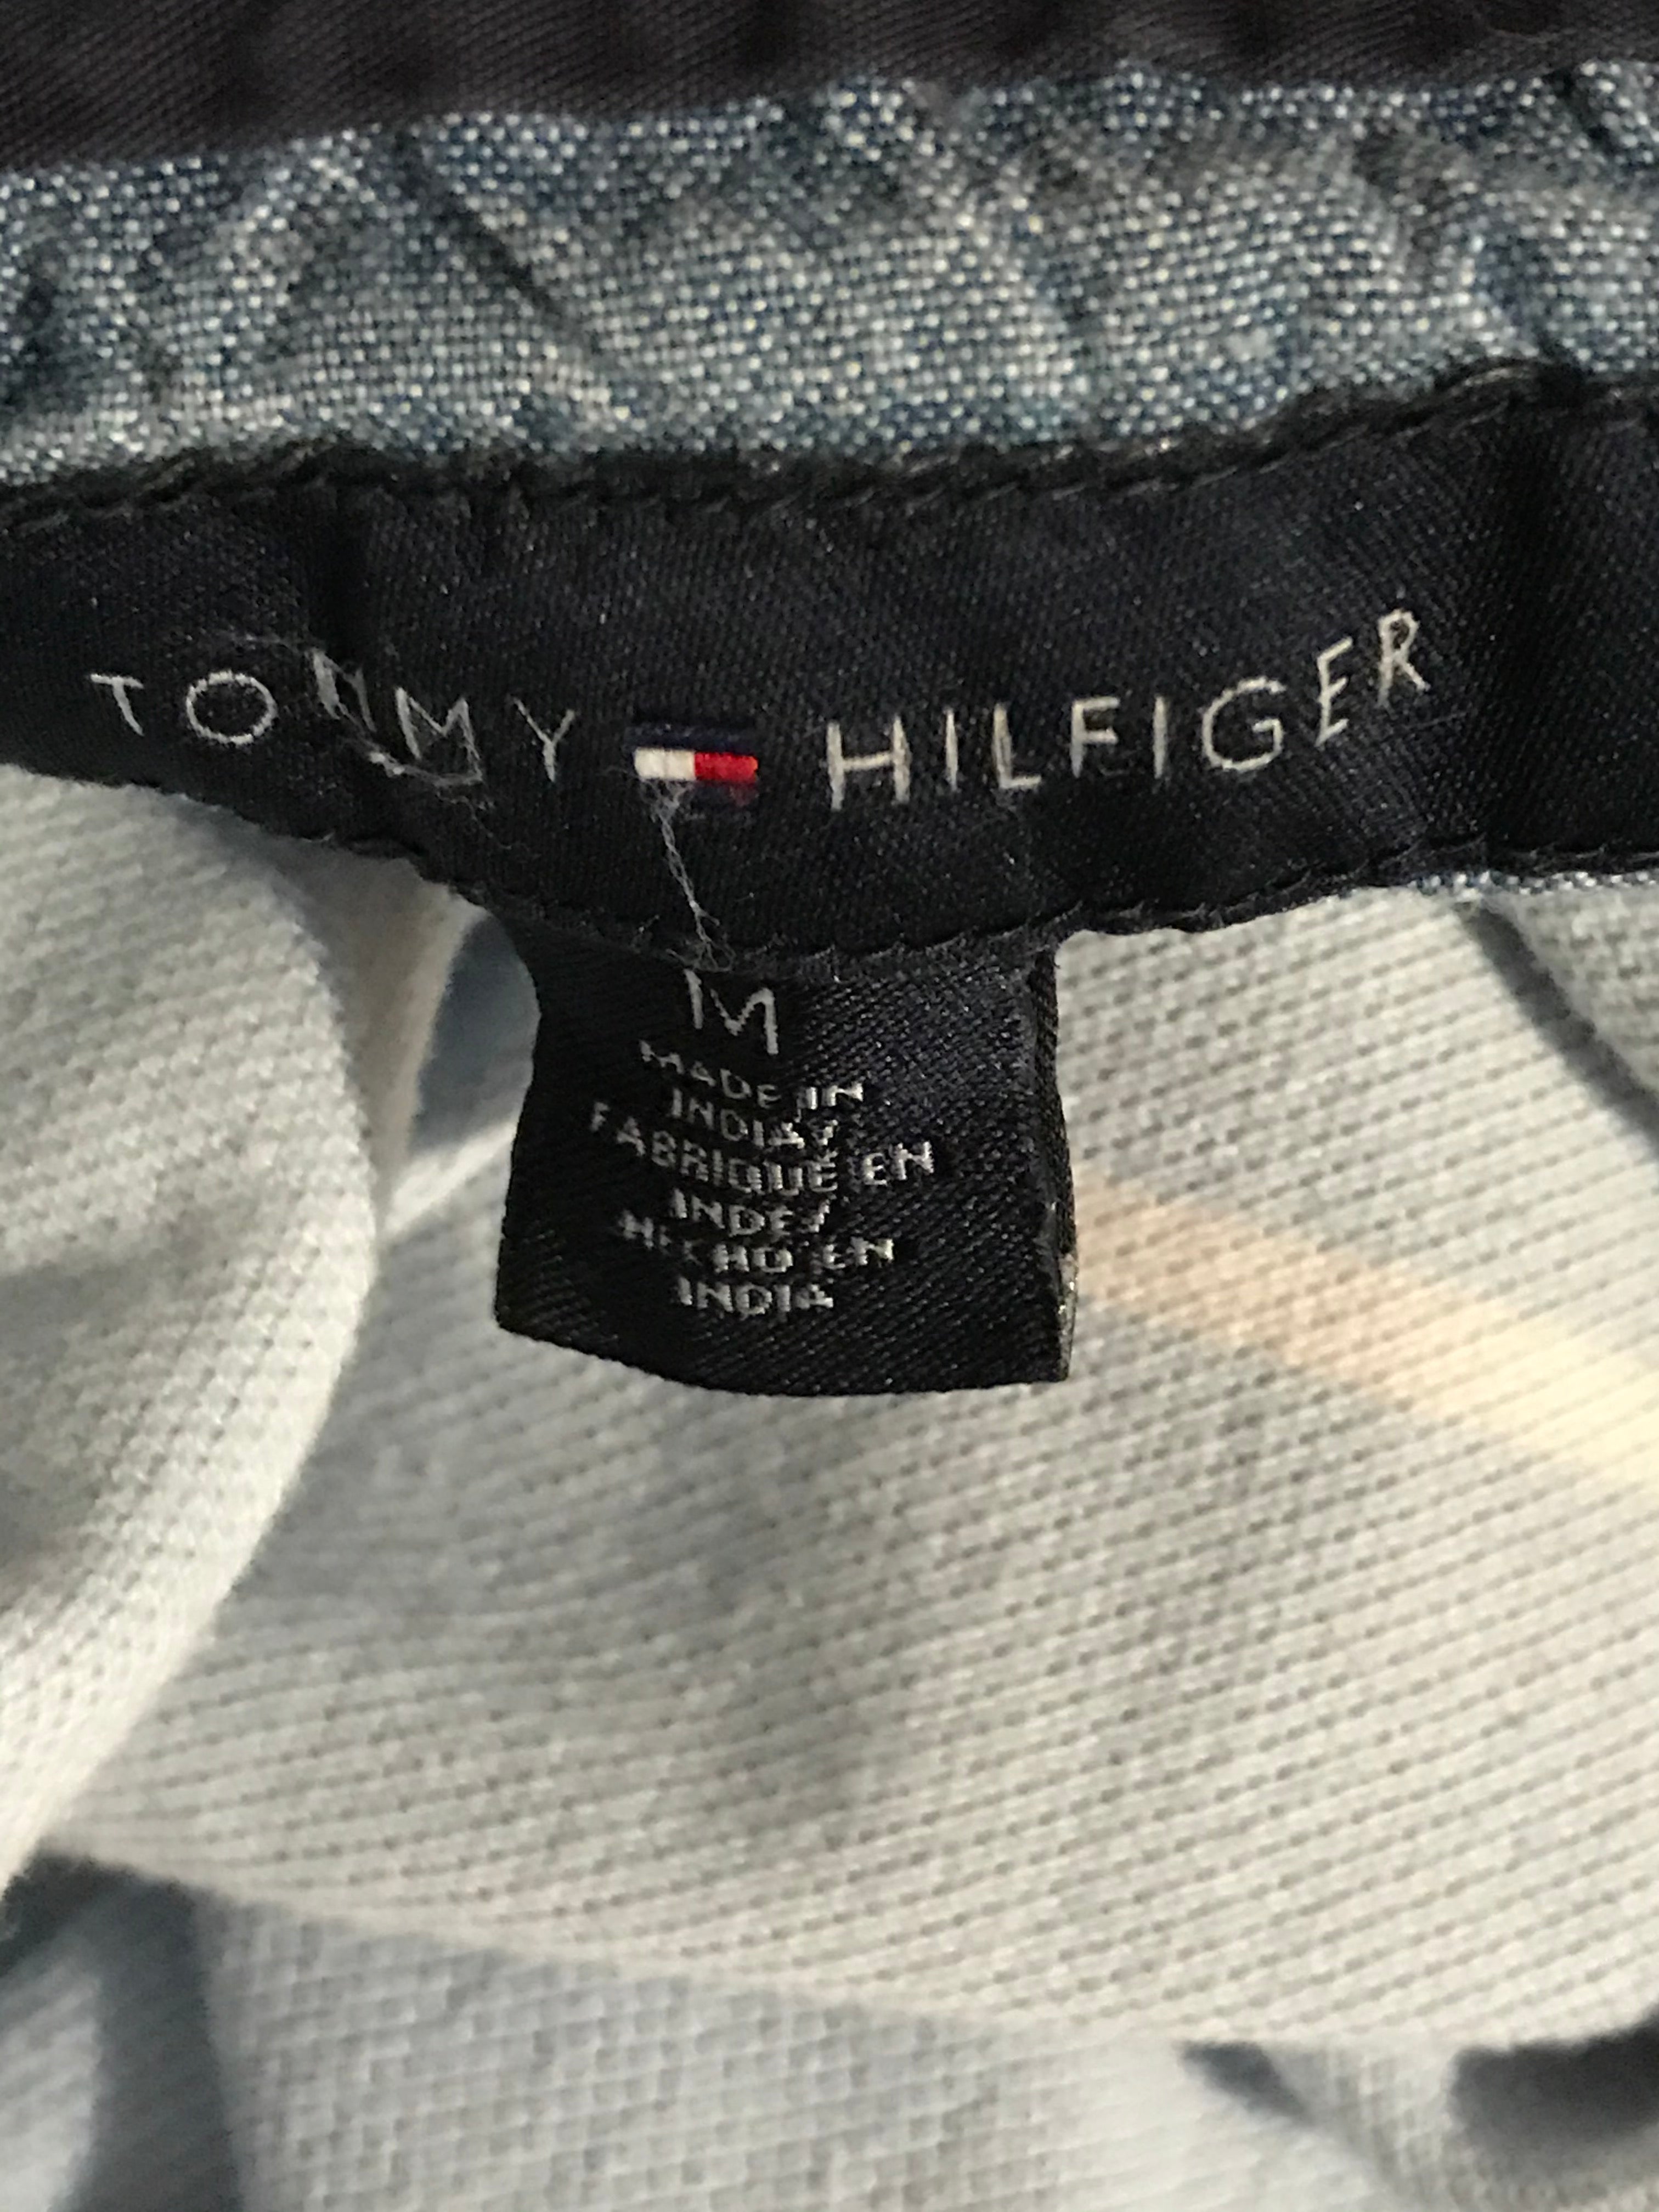 TOMMY HILFIGER
M
MADE IN
INDIA/
FABRIQUÉ EN
INDE/
HECHO EN
INDIA